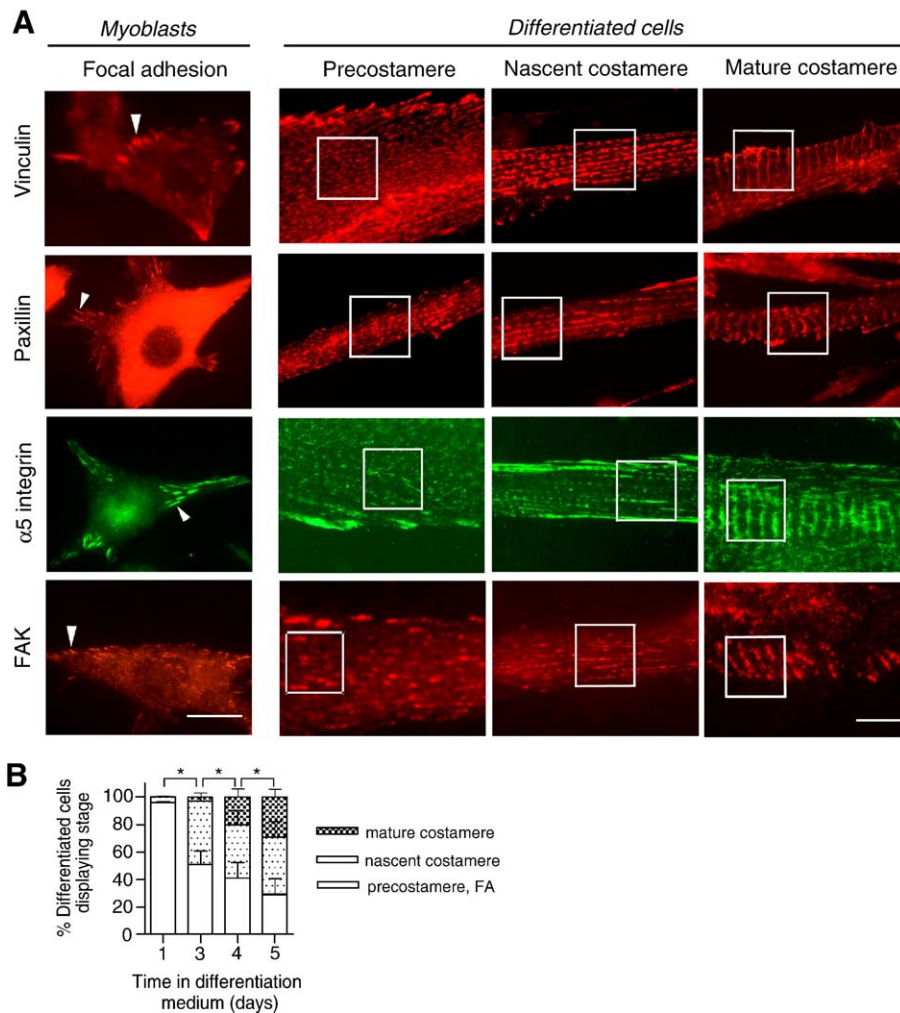 A
Myoblasts
Differentiated cells
Focal adhesion
Precostamere
Nascent costamere
Mature costamere
Vinculin
Paxillin
α5 integrin
FAK
B
% Differentiated cells
displaying stage
100
80
60
40
20
0
* * *
1 3 4 5
Time in differentiation
medium (days)
mature costamere
nascent costamere
precostamere, FA